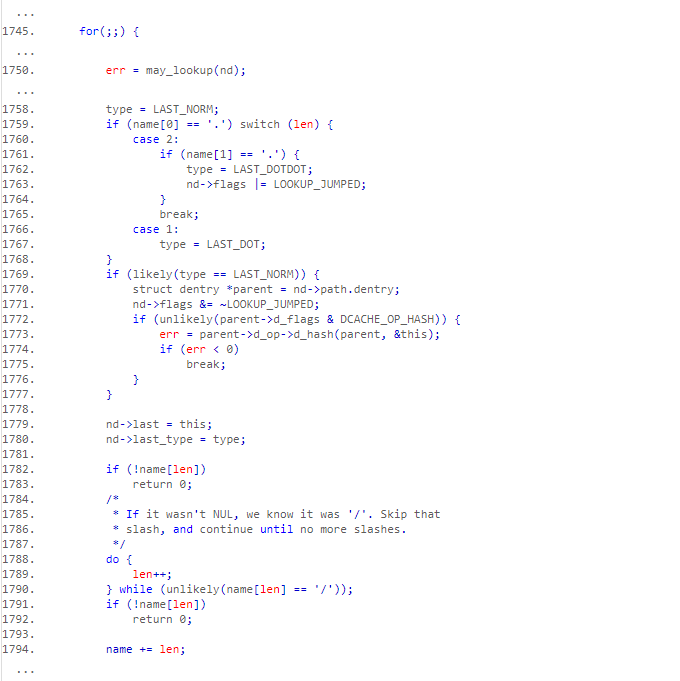 ...
1745. for(;;) {
...
1750. err = may_lookup(nd);
...
1758. type = LAST_NORM;
1759. if (name[0] == '.') switch (len) {
1760. case 2:
1761. if (name[1] == '.') {
1762. type = LAST_DOTDOT;
1763. nd->flags |= LOOKUP_JUMPED;
1764. }
1765. break;
1766. case 1:
1767. type = LAST_DOT;
1768. }
1769. if (likely(type == LAST_NORM)) {
1770. struct dentry *parent = nd->path.dentry;
1771. nd->flags &= ~LOOKUP_JUMPED;
1772. if (unlikely(parent->d_flags & DCACHE_OP_HASH)) {
1773. err = parent->d_op->d_hash(parent, &this);
1774. if (err < 0)
1775. break;
1776. }
1777. }
1778.
1779. nd->last = this;
1780. nd->last_type = type;
1781.
1782. if (!name[len])
1783. return 0;
1784. /*
1785. * If it wasn't NUL, we know it was '/'. Skip that
1786. * slash, and continue until no more slashes.
1787. */
1788. do {
1789. len++;
1790. } while (unlikely(name[len] == '/'));
1791. if (!name[len])
1792. return 0;
1793.
1794. name += len;
...